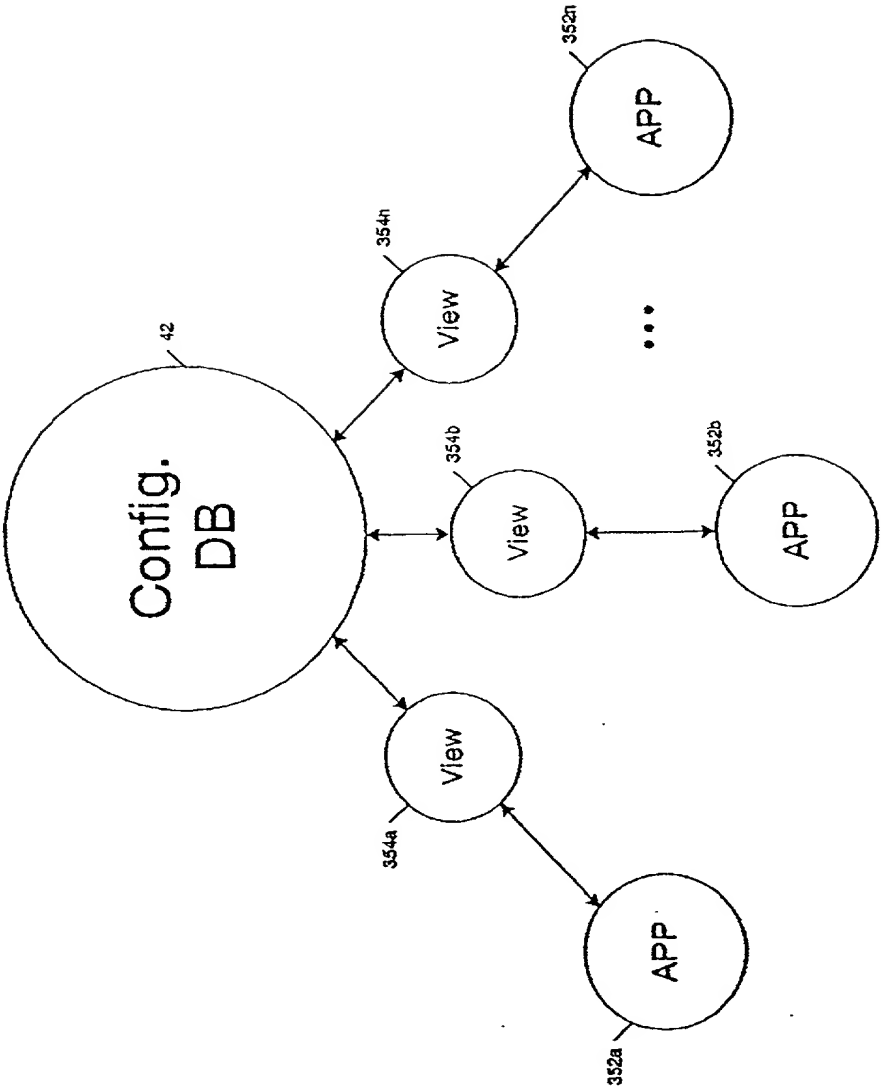 42
Config.
DB
354a
View
354b
View
354n
View
352a
APP
352b
APP
...
352n
APP